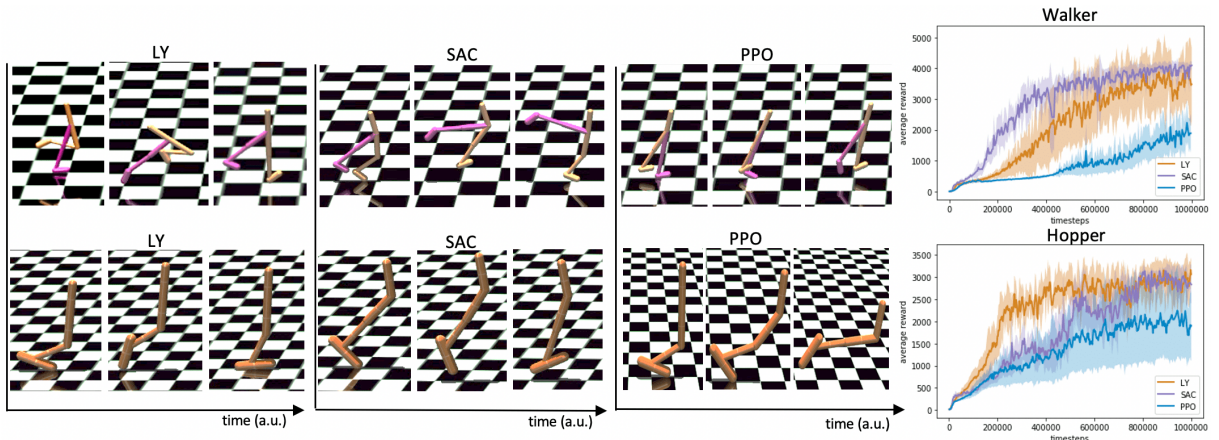 LY
SAC
PPO
LY
SAC
PPO
time (a.u.)
time (a.u.)
time (a.u.)
Walker
average reward
5000
4000
3000
2000
1000
0
LY
SAC
PPO
0
200000
400000
600000
800000
1000000
timesteps
Hopper
average reward
3500
3000
2500
2000
1500
1000
500
0
LY
SAC
PPO
0
200000
400000
600000
800000
1000000
timesteps